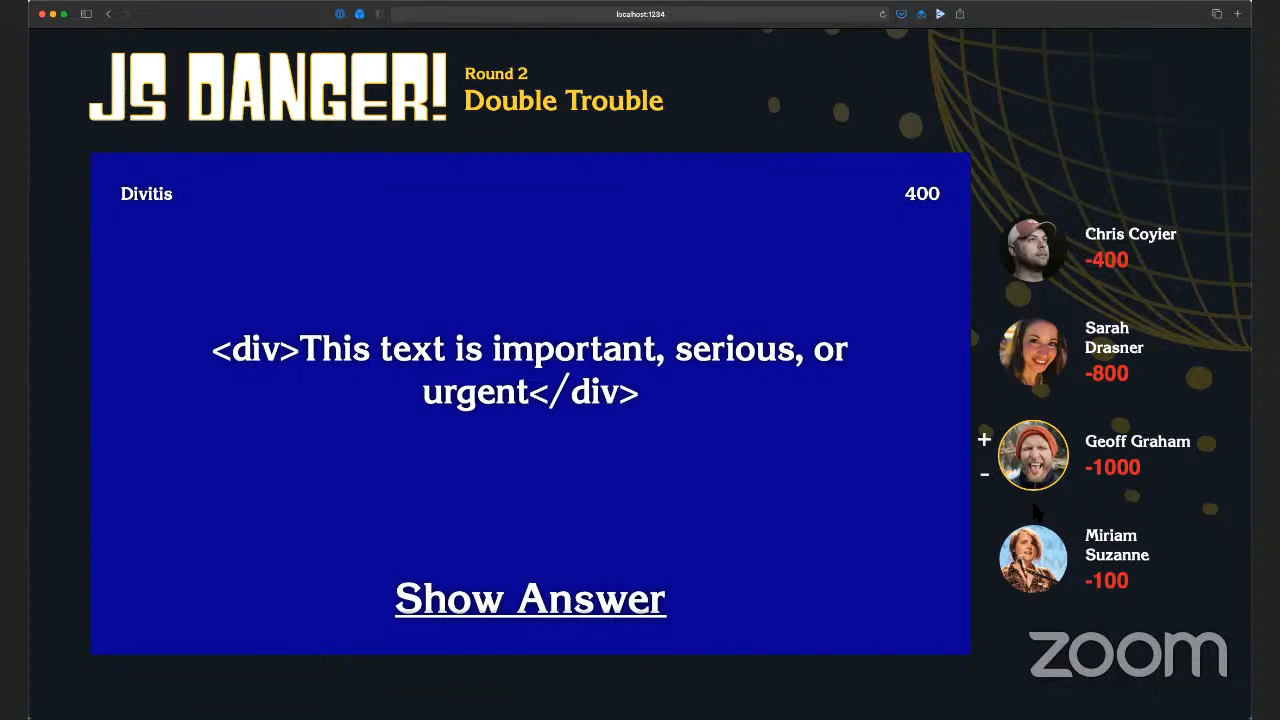 localhost:1234
JS DANGER!
Round 2
Double Trouble
Divitis
400
<div>This text is important, serious, or
urgent</div>
Show Answer
Chris Coyier
-400
Sarah
Drasner
-800
+
-
Geoff Graham
-1000
Miriam
Suzanne
-100
zoom